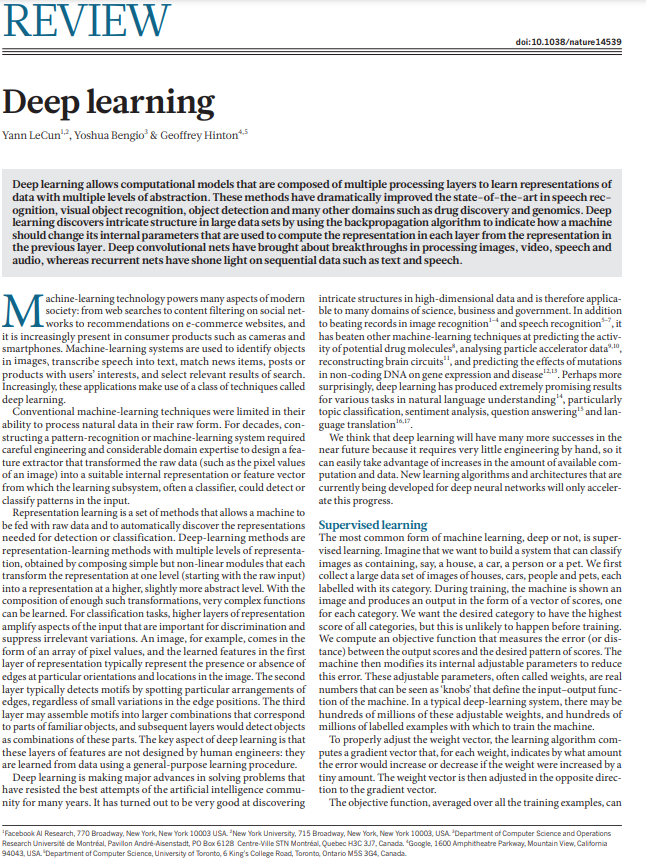 REVIEW
doi:10.1038/nature14539
Deep learning
Yann LeCun1,2, Yoshua Bengio3 & Geoffrey Hinton4,5
Deep learning allows computational models that are composed of multiple processing layers to learn representations of
data with multiple levels of abstraction. These methods have dramatically improved the state-of-the-art in speech rec-
ognition, visual object recognition, object detection and many other domains such as drug discovery and genomics. Deep
learning discovers intricate structure in large data sets by using the backpropagation algorithm to indicate how a machine
should change its internal parameters that are used to compute the representation in each layer from the representation in
the previous layer. Deep convolutional nets have brought about breakthroughs in processing images, video, speech and
audio, whereas recurrent nets have shone light on sequential data such as text and speech.
Machine-learning technology powers many aspects of modern
society: from web searches to content filtering on social net-
works to recommendations on e-commerce websites, and
it is increasingly present in consumer products such as cameras and
smartphones. Machine-learning systems are used to identify objects
in images, transcribe speech into text, match news items, posts or
products with users' interests, and select relevant results of search.
Increasingly, these applications make use of a class of techniques called
deep learning.
Conventional machine-learning techniques were limited in their
ability to process natural data in their raw form. For decades, con-
structing a pattern-recognition or machine-learning system required
careful engineering and considerable domain expertise to design a fea-
ture extractor that transformed the raw data (such as the pixel values
of an image) into a suitable internal representation or feature vector
from which the learning subsystem, often a classifier, could detect or
classify patterns in the input.
Representation learning is a set of methods that allows a machine to
be fed with raw data and to automatically discover the representations
needed for detection or classification. Deep-learning methods are
representation-learning methods with multiple levels of representa-
tion, obtained by composing simple but non-linear modules that each
transform the representation at one level (starting with the raw input)
into a representation at a higher, slightly more abstract level. With the
composition of enough such transformations, very complex functions
can be learned. For classification tasks, higher layers of representation
amplify aspects of the input that are important for discrimination and
suppress irrelevant variations. An image, for example, comes in the
form of an array of pixel values, and the learned features in the first
layer of representation typically represent the presence or absence of
edges at particular orientations and locations in the image. The second
layer typically detects motifs by spotting particular arrangements of
edges, regardless of small variations in the edge positions. The third
layer may assemble motifs into larger combinations that correspond
to parts of familiar objects, and subsequent layers would detect objects
as combinations of these parts. The key aspect of deep learning is that
these layers of features are not designed by human engineers: they
are learned from data using a general-purpose learning procedure.
Deep learning is making major advances in solving problems that
have resisted the best attempts of the artificial intelligence commu-
nity for many years. It has turned out to be very good at discovering
intricate structures in high-dimensional data and is therefore applica-
ble to many domains of science, business and government. In addition
to beating records in image recognition1–4 and speech recognition5–7, it
has beaten other machine-learning techniques at predicting the activ-
ity of potential drug molecules8, analysing particle accelerator data9,10,
reconstructing brain circuits11, and predicting the effects of mutations
in non-coding DNA on gene expression and disease12,13. Perhaps more
surprisingly, deep learning has produced extremely promising results
for various tasks in natural language understanding14, particularly
topic classification, sentiment analysis, question answering15 and lan-
guage translation16,17.
We think that deep learning will have many more successes in the
near future because it requires very little engineering by hand, so it
can easily take advantage of increases in the amount of available com-
putation and data. New learning algorithms and architectures that are
currently being developed for deep neural networks will only acceler-
ate this progress.
Supervised learning
The most common form of machine learning, deep or not, is super-
vised learning. Imagine that we want to build a system that can classify
images as containing, say, a house, a car, a person or a pet. We first
collect a large data set of images of houses, cars, people and pets, each
labelled with its category. During training, the machine is shown an
image and produces an output in the form of a vector of scores, one
for each category. We want the desired category to have the highest
score of all categories, but this is unlikely to happen before training.
We compute an objective function that measures the error (or dis-
tance) between the output scores and the desired pattern of scores. The
machine then modifies its internal adjustable parameters to reduce
this error. These adjustable parameters, often called weights, are real
numbers that can be seen as 'knobs' that define the input–output func-
tion of the machine. In a typical deep-learning system, there may be
hundreds of millions of these adjustable weights, and hundreds of
millions of labelled examples with which to train the machine.
To properly adjust the weight vector, the learning algorithm com-
putes a gradient vector that, for each weight, indicates by what amount
the error would increase or decrease if the weight were increased by a
tiny amount. The weight vector is then adjusted in the opposite direc-
tion to the gradient vector.
The objective function, averaged over all the training examples, can
1Facebook AI Research, 770 Broadway, New York, New York 10003 USA. 2New York University, 715 Broadway, New York, New York 10003, USA. 3Department of Computer Science and Operations
Research Université de Montréal, Pavillon André-Aisenstadt, PO Box 6128 Centre-Ville STN Montréal, Quebec H3C 3J7, Canada. 4Google, 1600 Amphitheatre Parkway, Mountain View, California
94043, USA. 5Department of Computer Science, University of Toronto, 6 King's College Road, Toronto, Ontario M5S 3G4, Canada.